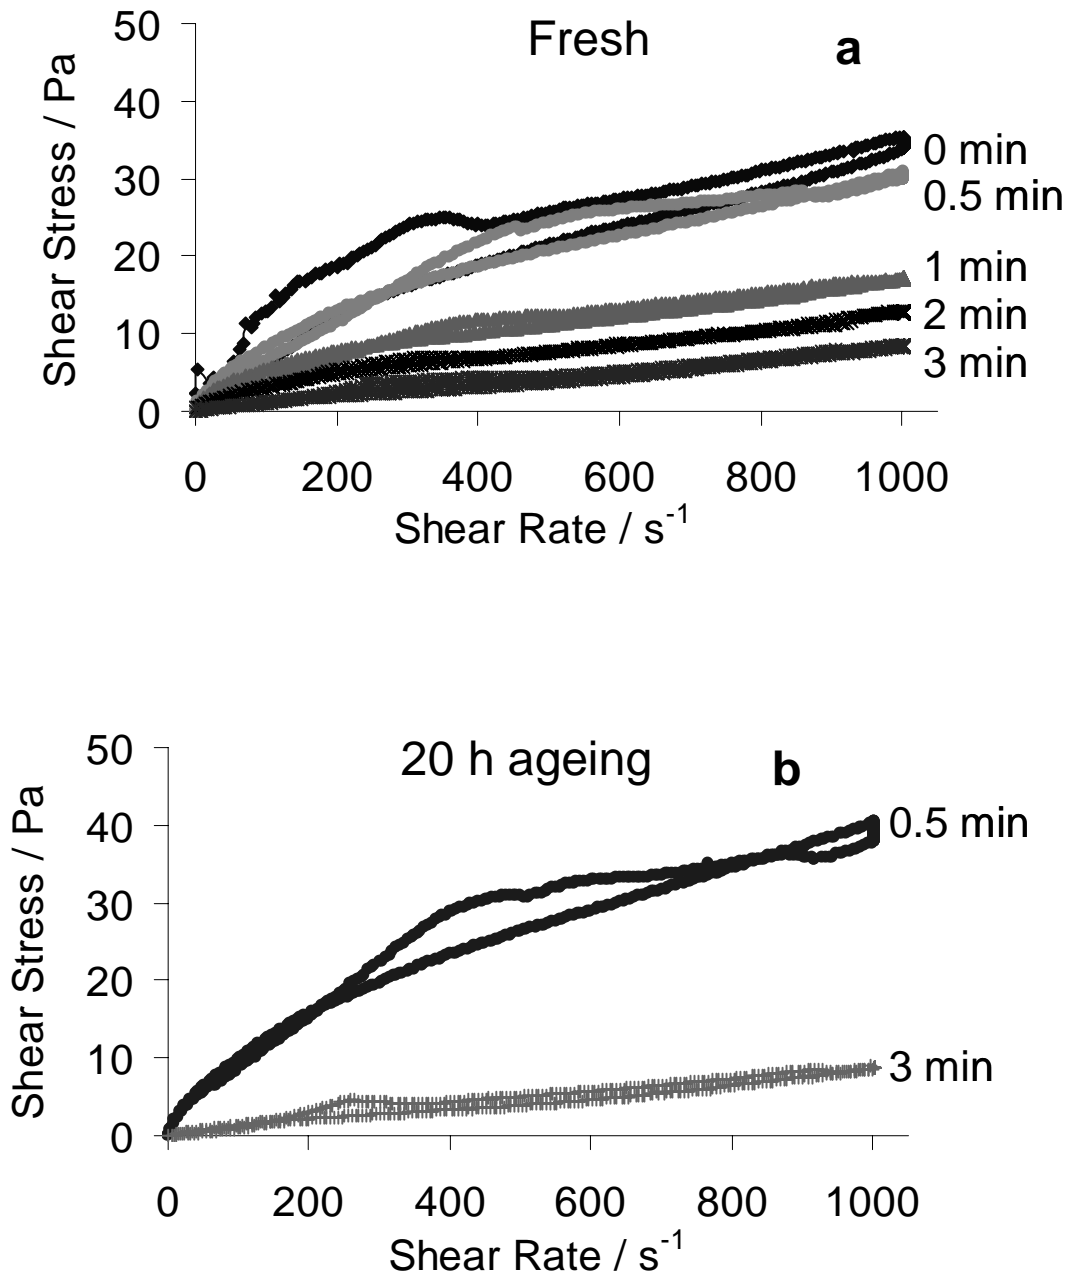 Fresh
a
Shear Stress / Pa
50
40
30
20
10
0
0 min
0.5 min
1 min
2 min
3 min
0 200 400 600 800 1000
Shear Rate / s⁻¹
20 h ageing
b
Shear Stress / Pa
50
40
30
20
10
0
0.5 min
3 min
0 200 400 600 800 1000
Shear Rate / s⁻¹